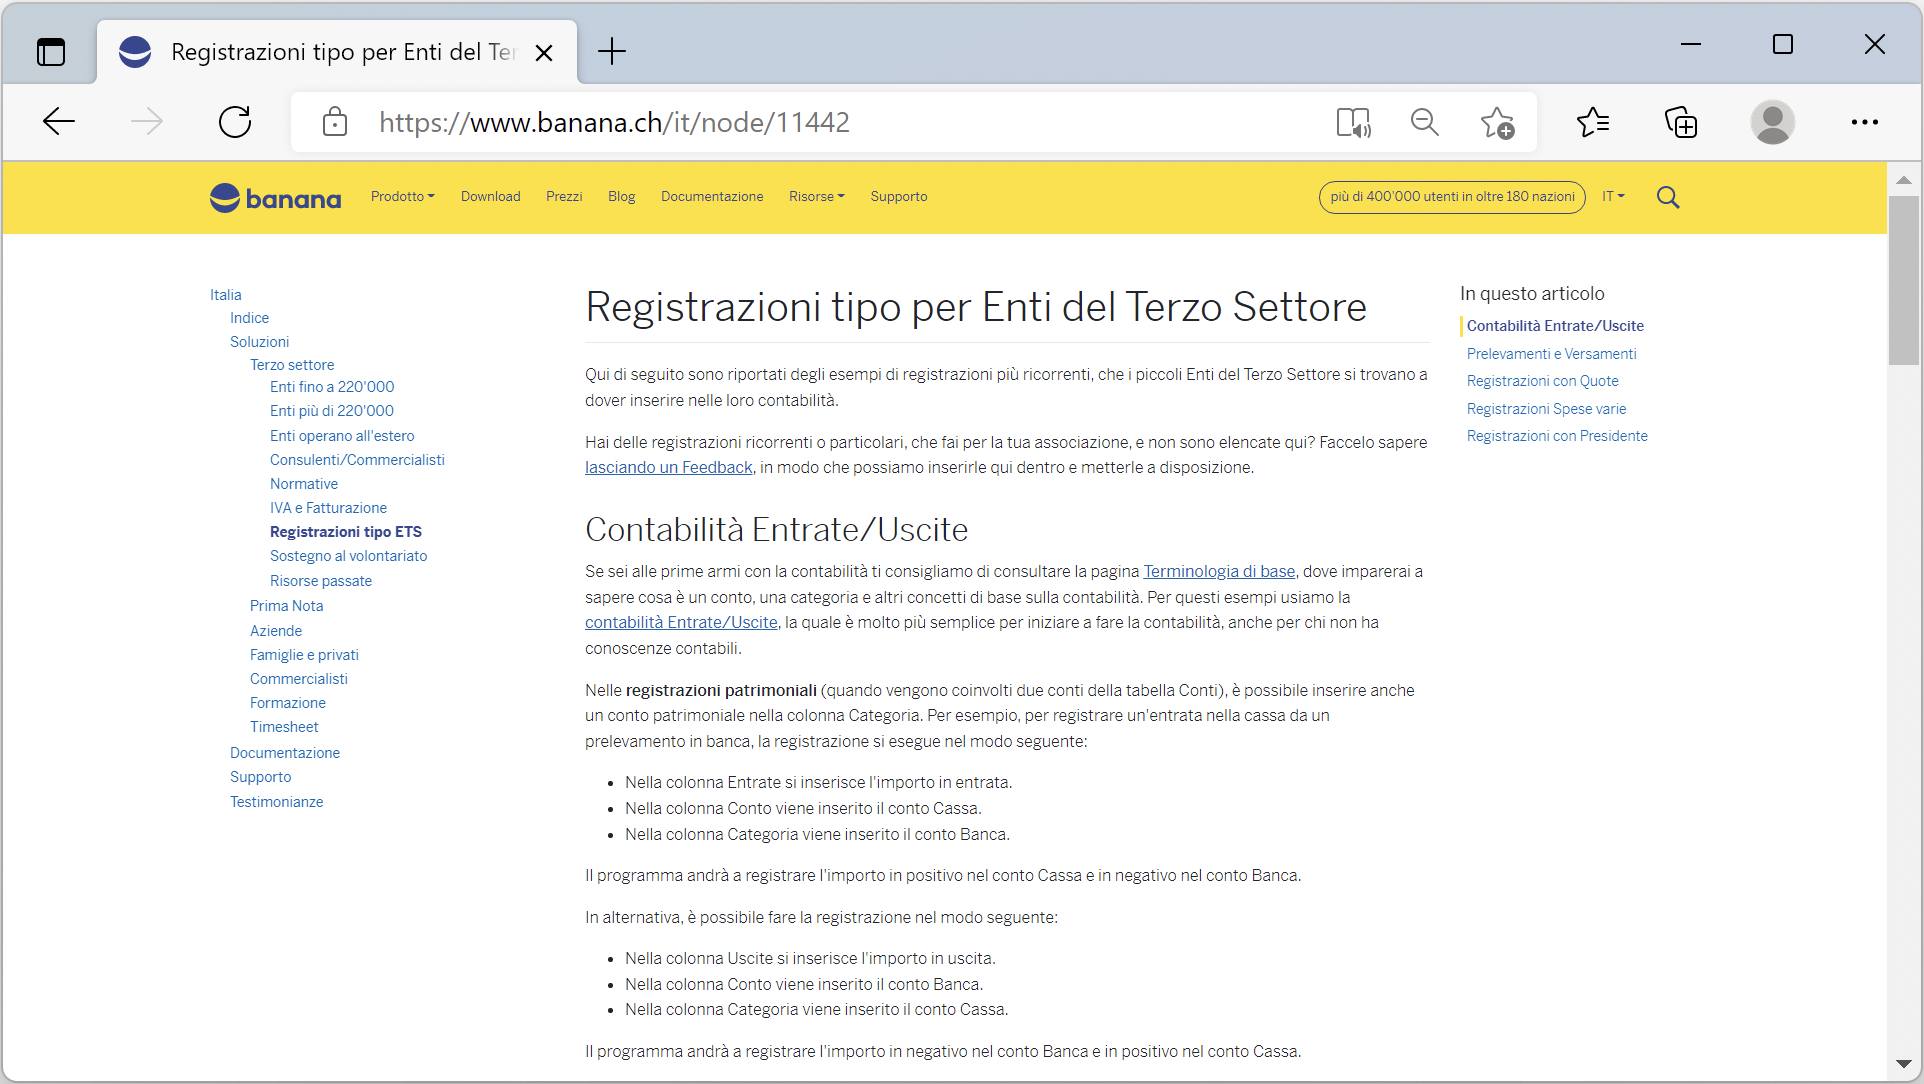 Registrazioni tipo per Enti del Ter
https://www.banana.ch/it/node/11442
banana
Prodotto
Download
Prezzi
Blog
Documentazione
Risorse
Supporto
più di 400'000 utenti in oltre 180 nazioni
IT
Italia
Indice
Soluzioni
Terzo settore
Enti fino a 220'000
Enti più di 220'000
Enti operano all'estero
Consulenti/Commercialisti
Normative
IVA e Fatturazione
Registrazioni tipo ETS
Sostegno al volontariato
Risorse passate
Prima Nota
Aziende
Famiglie e privati
Commercialisti
Formazione
Timesheet
Documentazione
Supporto
Testimonianze
Registrazioni tipo per Enti del Terzo Settore
Qui di seguito sono riportati degli esempi di registrazioni più ricorrenti, che i piccoli Enti del Terzo Settore si trovano a
dover inserire nelle loro contabilità.
Hai delle registrazioni ricorrenti o particolari, che fai per la tua associazione, e non sono elencate qui? Faccelo sapere
lasciando un Feedback, in modo che possiamo inserirle qui dentro e metterle a disposizione.
Contabilità Entrate/Uscite
Se sei alle prime armi con la contabilità ti consigliamo di consultare la pagina Terminologia di base, dove imparerai a
sapere cosa è un conto, una categoria e altri concetti di base sulla contabilità. Per questi esempi usiamo la
contabilità Entrate/Uscite, la quale è molto più semplice per iniziare a fare la contabilità, anche per chi non ha
conoscenze contabili.
Nelle registrazioni patrimoniali (quando vengono coinvolti due conti della tabella Conti), è possibile inserire anche
un conto patrimoniale nella colonna Categoria. Per esempio, per registrare un'entrata nella cassa da un
prelevamento in banca, la registrazione si esegue nel modo seguente:
• Nella colonna Entrate si inserisce l'importo in entrata.
• Nella colonna Conto viene inserito il conto Cassa.
• Nella colonna Categoria viene inserito il conto Banca.
Il programma andrà a registrare l'importo in positivo nel conto Cassa e in negativo nel conto Banca.
In alternativa, è possibile fare la registrazione nel modo seguente:
• Nella colonna Uscite si inserisce l'importo in uscita.
• Nella colonna Conto viene inserito il conto Banca.
• Nella colonna Categoria viene inserito il conto Cassa.
Il programma andrà a registrare l'importo in negativo nel conto Banca e in positivo nel conto Cassa.
In questo articolo
Contabilità Entrate/Uscite
Prelevamenti e Versamenti
Registrazioni con Quote
Registrazioni Spese varie
Registrazioni con Presidente